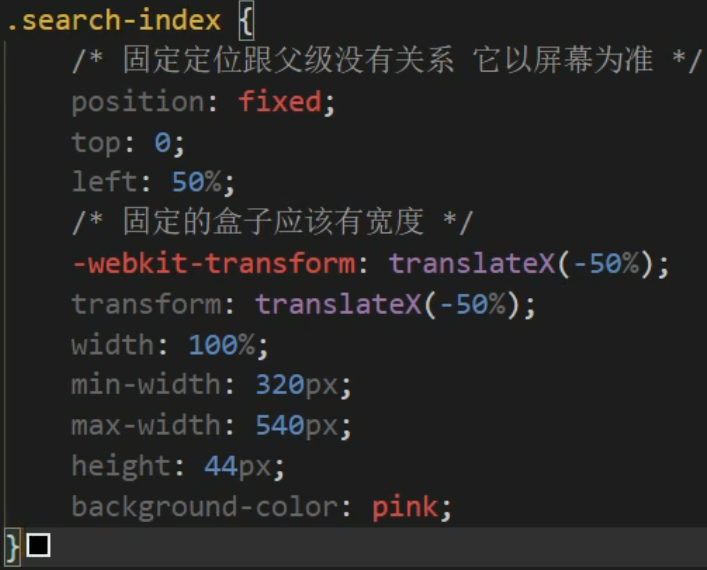 .search-index {
/* 固定定位跟父级没有关系 它以屏幕为准 */
position: fixed;
top: 0;
left: 50%;
/* 固定的盒子应该有宽度 */
-webkit-transform: translateX(-50%);
transform: translateX(-50%);
width: 100%;
min-width: 320px;
max-width: 540px;
height: 44px;
background-color: pink;
}